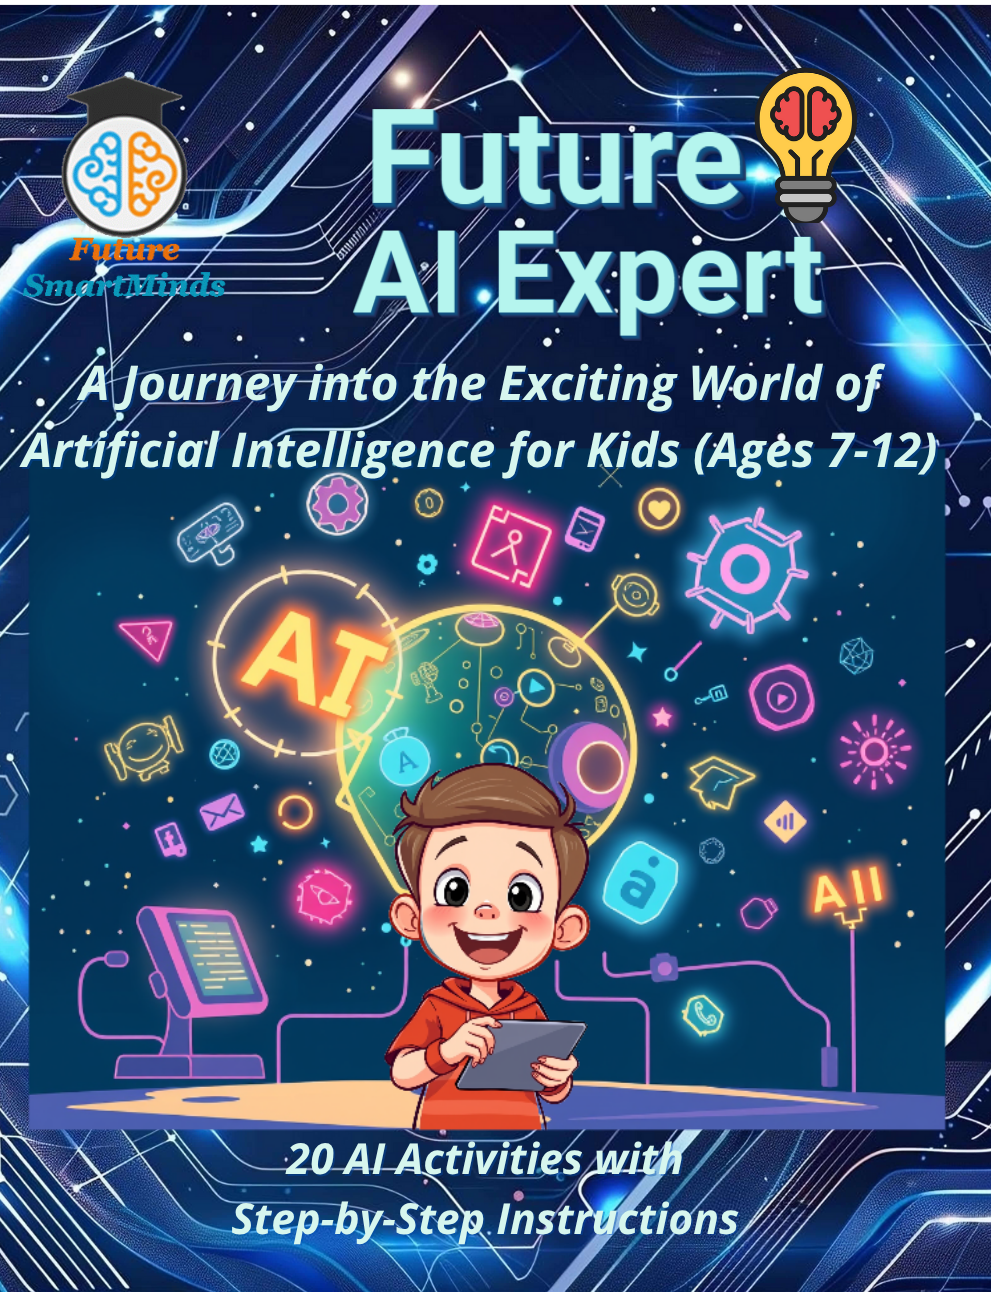 Future
SmartMinds
Future
AI Expert
A Journey into the Exciting World of
Artificial Intelligence for Kids (Ages 7-12)
AI
A
a
AII
20 AI Activities with
Step-by-Step Instructions